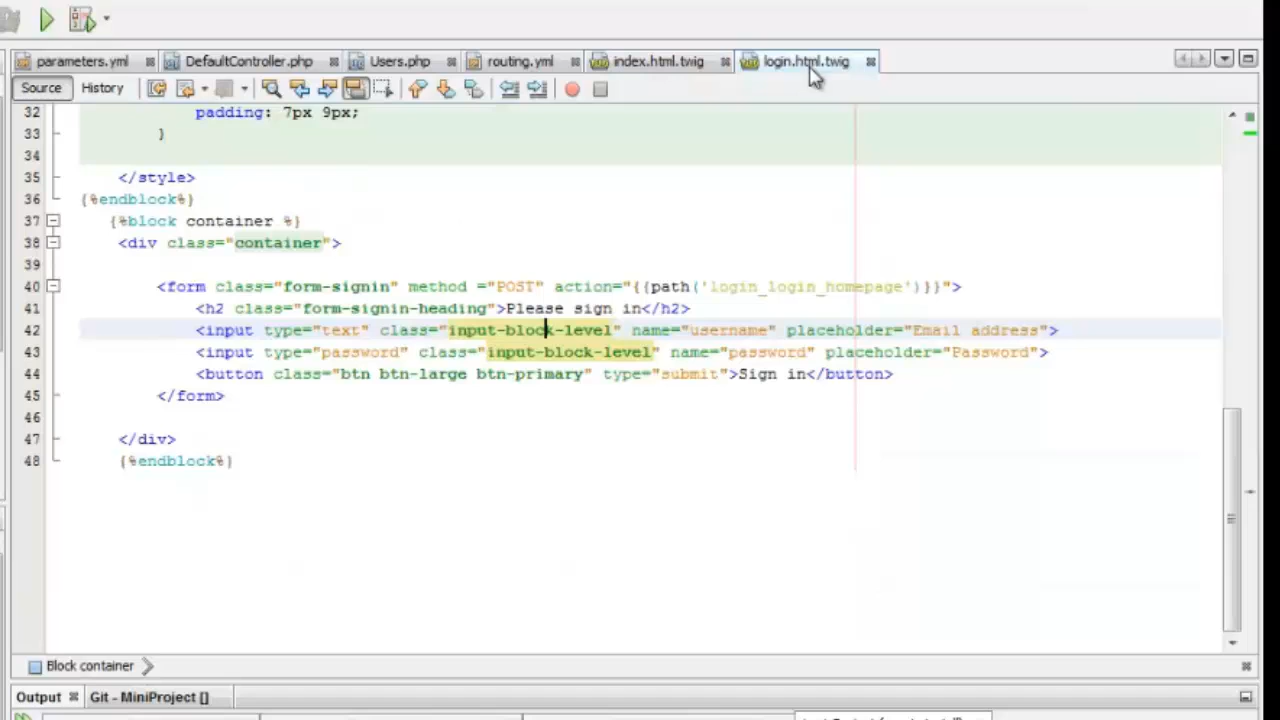 parameters.yml DefaultController.php Users.php routing.yml index.html.twig login.html.twig
Source History
32 padding: 7px 9px;
33 }
34
35 </style>
36 {%endblock%}
37 {%block container %}
38 <div class="container">
39
40 <form class="form-signin" method ="POST" action="{{path('login_login_homepage')}}">
41 <h2 class="form-signin-heading">Please sign in</h2>
42 <input type="text" class="input-block-level" name="username" placeholder="Email address">
43 <input type="password" class="input-block-level" name="password" placeholder="Password">
44 <button class="btn btn-large btn-primary" type="submit">Sign in</button>
45 </form>
46
47 </div>
48 {%endblock%}
Block container
Output Git - MiniProject []